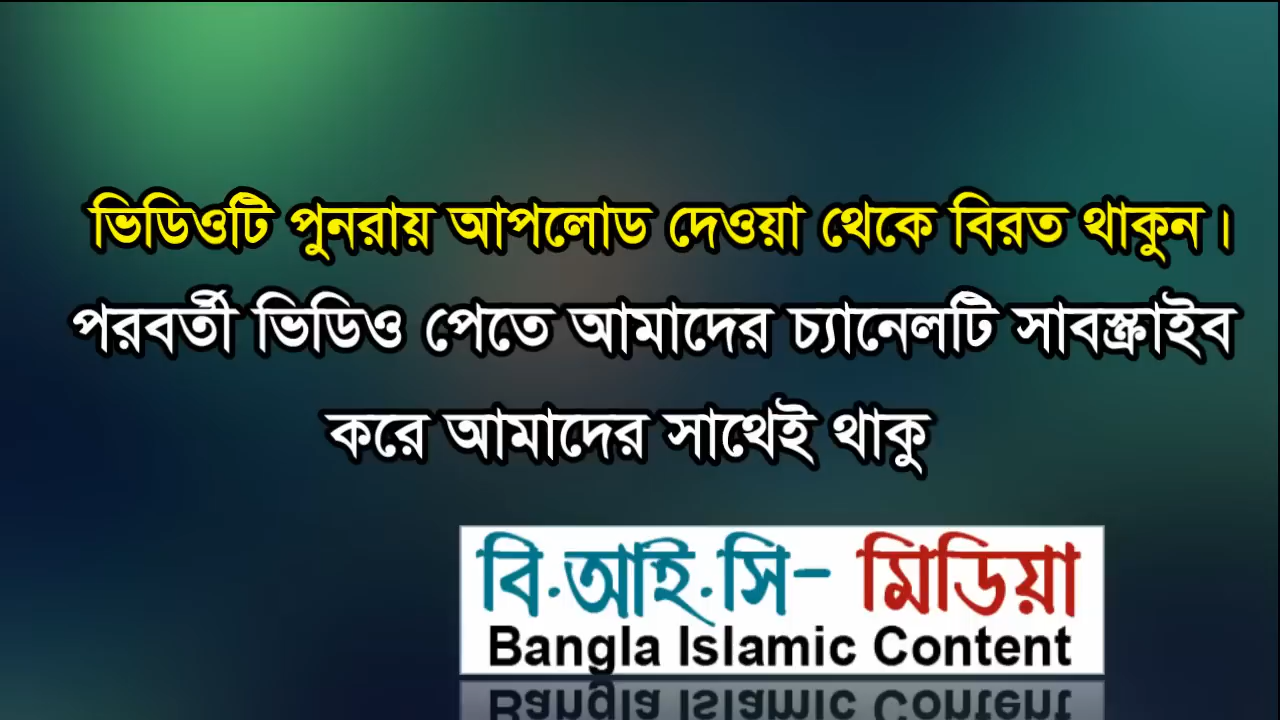 ভিডিওটি পুনরায় আপলোড দেওয়া থেকে বিরত থাকুন।
পরবর্তী ভিডিও পেতে আমাদের চ্যানেলটি সাবস্ক্রাইব
করে আমাদের সাথেই থাকু
বি.আই.সি- মিডিয়া
Bangla Islamic Content